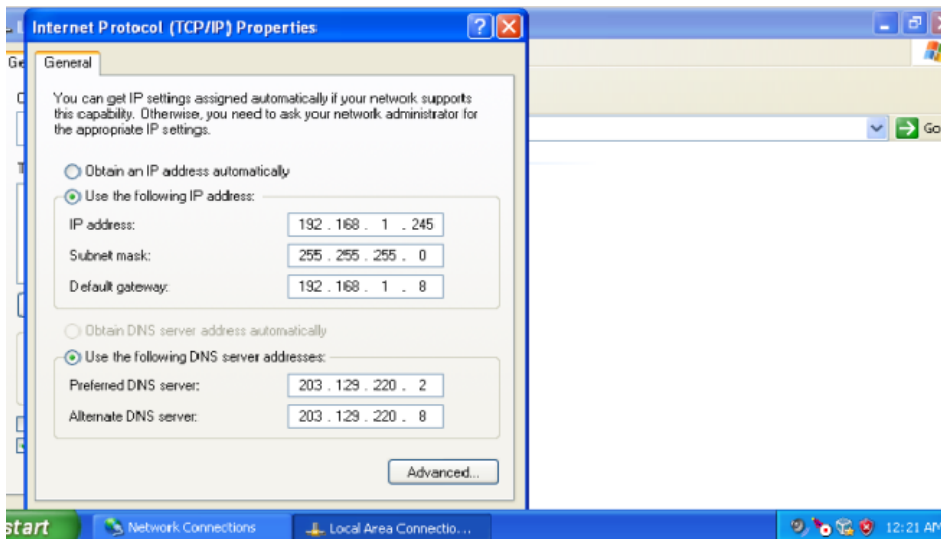 Internet Protocol (TCP/IP) Properties
General
You can get IP settings assigned automatically if your network supports
this capability. Otherwise, you need to ask your network administrator for
the appropriate IP settings.
Obtain an IP address automatically
Use the following IP address:
IP address: 192 . 168 . 1 . 245
Subnet mask: 255 . 255 . 255 . 0
Default gateway: 192 . 168 . 1 . 8
Obtain DNS server address automatically
Use the following DNS server addresses:
Preferred DNS server: 203 . 129 . 220 . 2
Alternate DNS server: 203 . 129 . 220 . 8
Advanced...
Go
start Network Connections Local Area Connectio... 12:21 AM